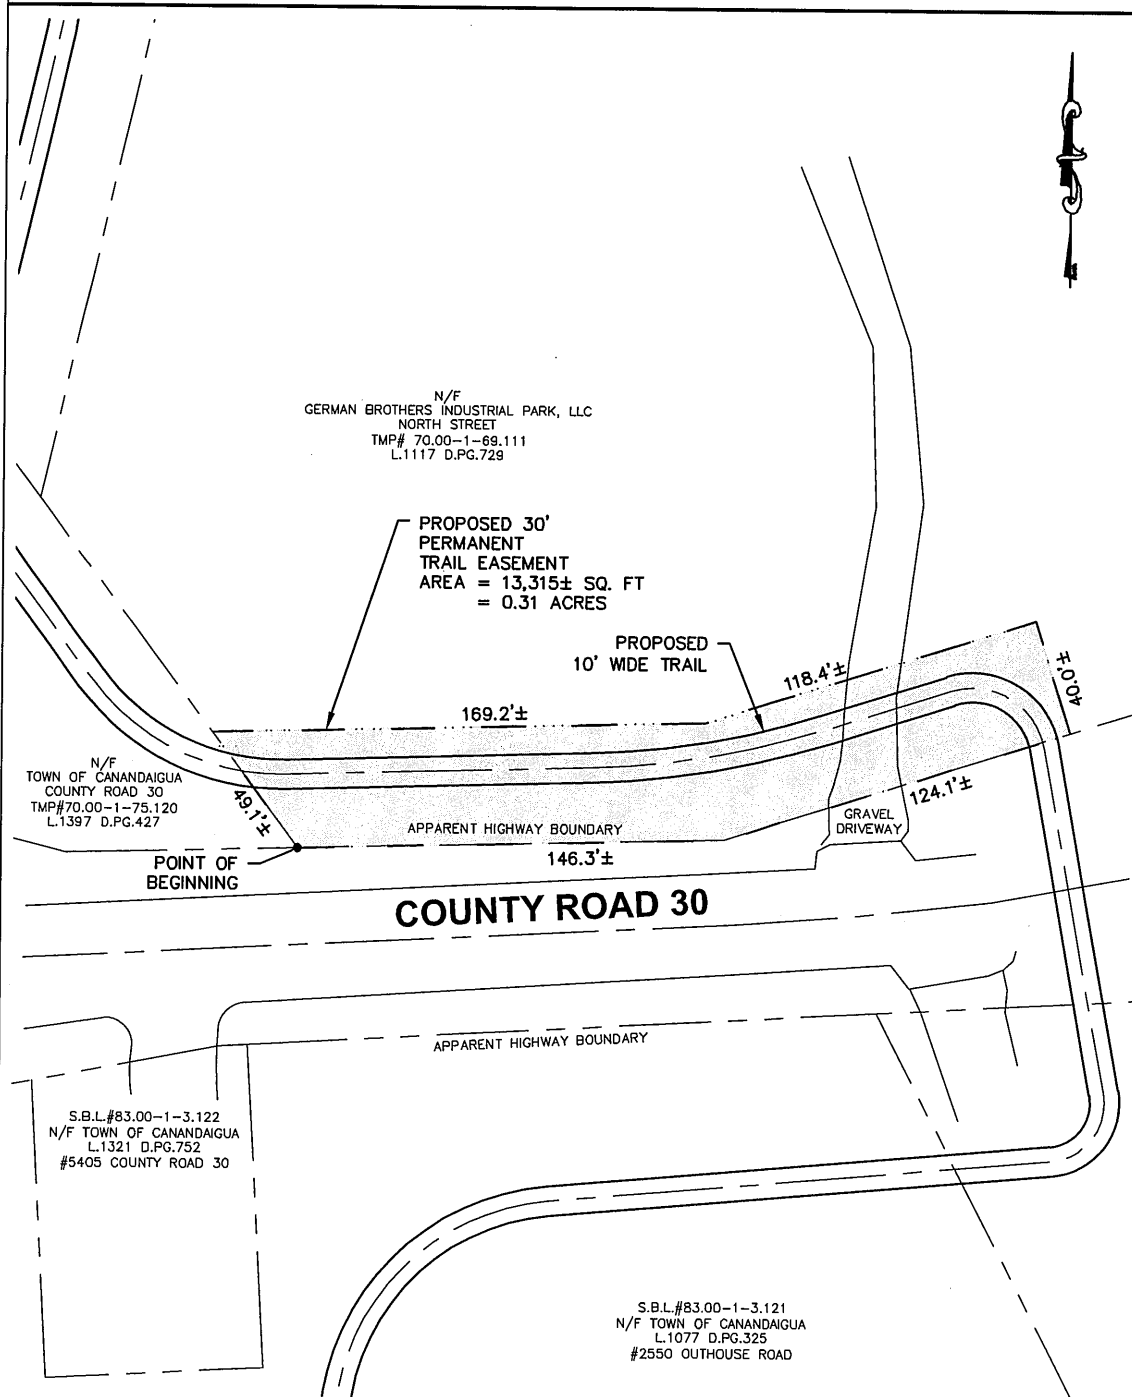 N/F
GERMAN BROTHERS INDUSTRIAL PARK, LLC
NORTH STREET
TMP# 70.00-1-69.111
L.1117 D.PG.729
PROPOSED 30'
PERMANENT
TRAIL EASEMENT
AREA = 13,315± SQ. FT
= 0.31 ACRES
PROPOSED
10' WIDE TRAIL
118.4'±
40.0'±
169.2'±
N/F
TOWN OF CANANDAIGUA
COUNTY ROAD 30
TMP#70.00-1-75.120
L.1397 D.PG.427
49.1'±
124.1'±
GRAVEL
DRIVEWAY
APPARENT HIGHWAY BOUNDARY
146.3'±
POINT OF
BEGINNING
COUNTY ROAD 30
APPARENT HIGHWAY BOUNDARY
S.B.L.#83.00-1-3.122
N/F TOWN OF CANANDAIGUA
L.1321 D.PG.752
#5405 COUNTY ROAD 30
S.B.L.#83.00-1-3.121
N/F TOWN OF CANANDAIGUA
L.1077 D.PG.325
#2550 OUTHOUSE ROAD